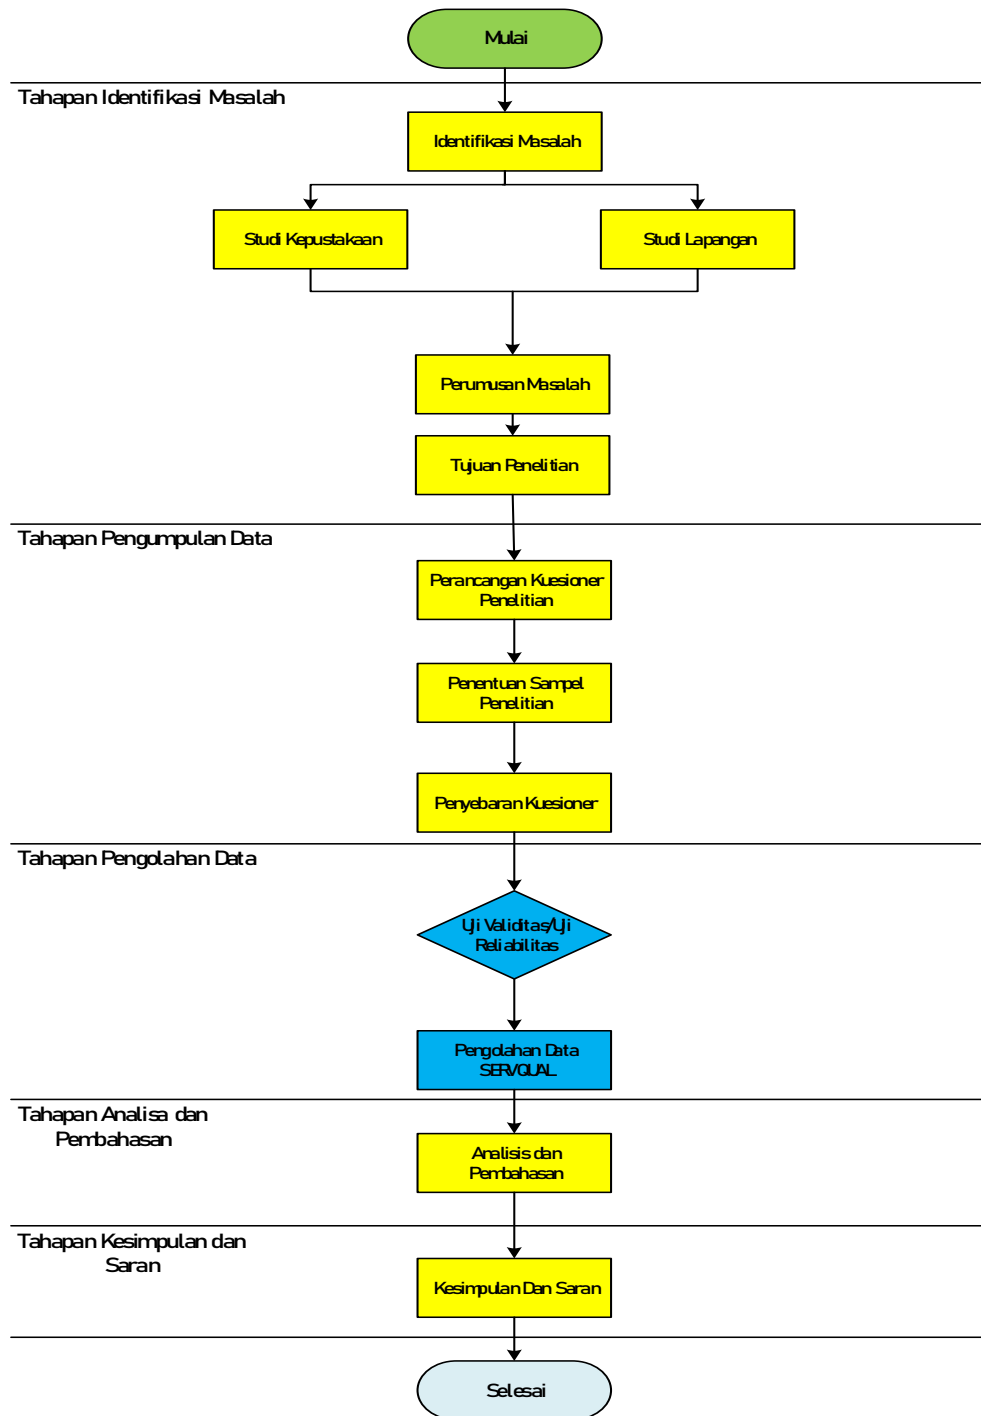 Mulai
Tahapan Identifikasi Masalah
Identifikasi Masalah
Studi Kepustakaan
Studi Lapangan
Perumusan Masalah
Tujuan Penelitian
Tahapan Pengumpulan Data
Perancangan Kuesioner
Penelitian
Penentuan Sampel
Penelitian
Penyebaran Kuesioner
Tahapan Pengolahan Data
Uji Validitas/Uji
Reliabilitas
Pengolahan Data
SERVQUAL
Tahapan Analisa dan
Pembahasan
Analisis dan
Pembahasan
Tahapan Kesimpulan dan
Saran
Kesimpulan Dan Saran
Selesai